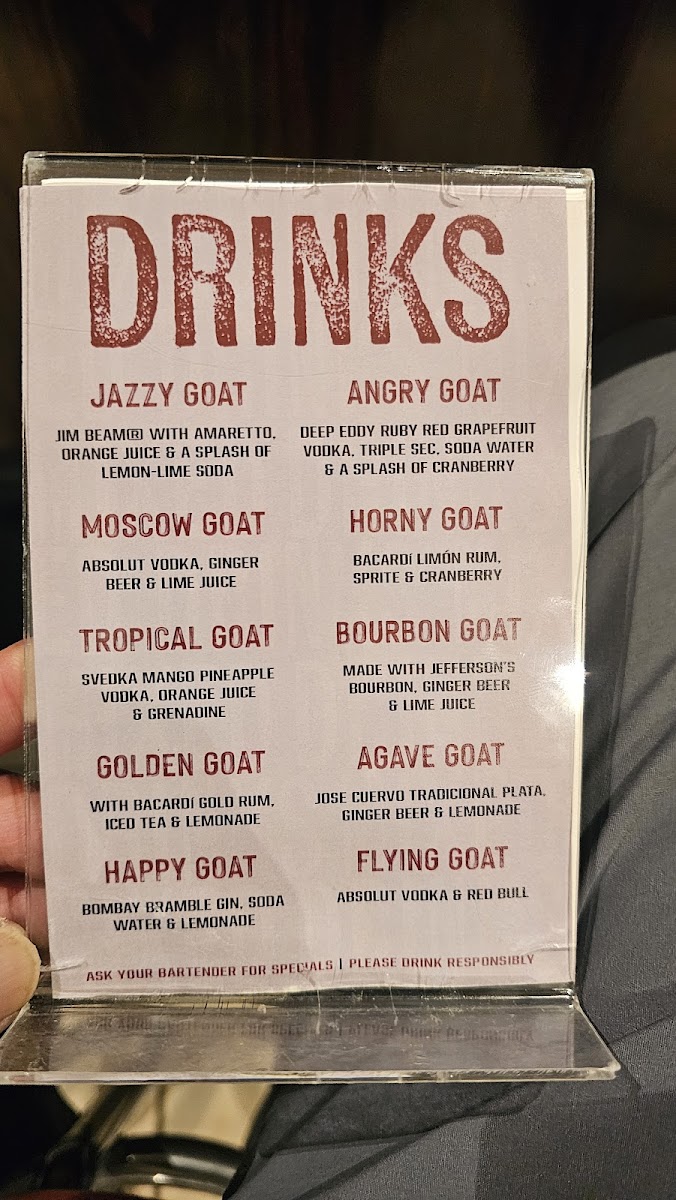 DRINKS
JAZZY GOAT
JIM BEAM® WITH AMARETTO,
ORANGE JUICE & A SPLASH OF
LEMON-LIME SODA
ANGRY GOAT
DEEP EDDY RUBY RED GRAPEFRUIT
VODKA, TRIPLE SEC, SODA WATER
& A SPLASH OF CRANBERRY
MOSCOW GOAT
ABSOLUT VODKA, GINGER
BEER & LIME JUICE
HORNY GOAT
BACARDÍ LIMÓN RUM,
SPRITE & CRANBERRY
TROPICAL GOAT
SVEDKA MANGO PINEAPPLE
VODKA, ORANGE JUICE
& GRENADINE
BOURBON GOAT
MADE WITH JEFFERSON'S
BOURBON, GINGER BEER
& LIME JUICE
GOLDEN GOAT
WITH BACARDÍ GOLD RUM,
ICED TEA & LEMONADE
AGAVE GOAT
JOSE CUERVO TRADICIONAL PLATA,
GINGER BEER & LEMONADE
HAPPY GOAT
BOMBAY BRAMBLE GIN, SODA
WATER & LEMONADE
FLYING GOAT
ABSOLUT VODKA & RED BULL
ASK YOUR BARTENDER FOR SPECIALS | PLEASE DRINK RESPONSIBLY